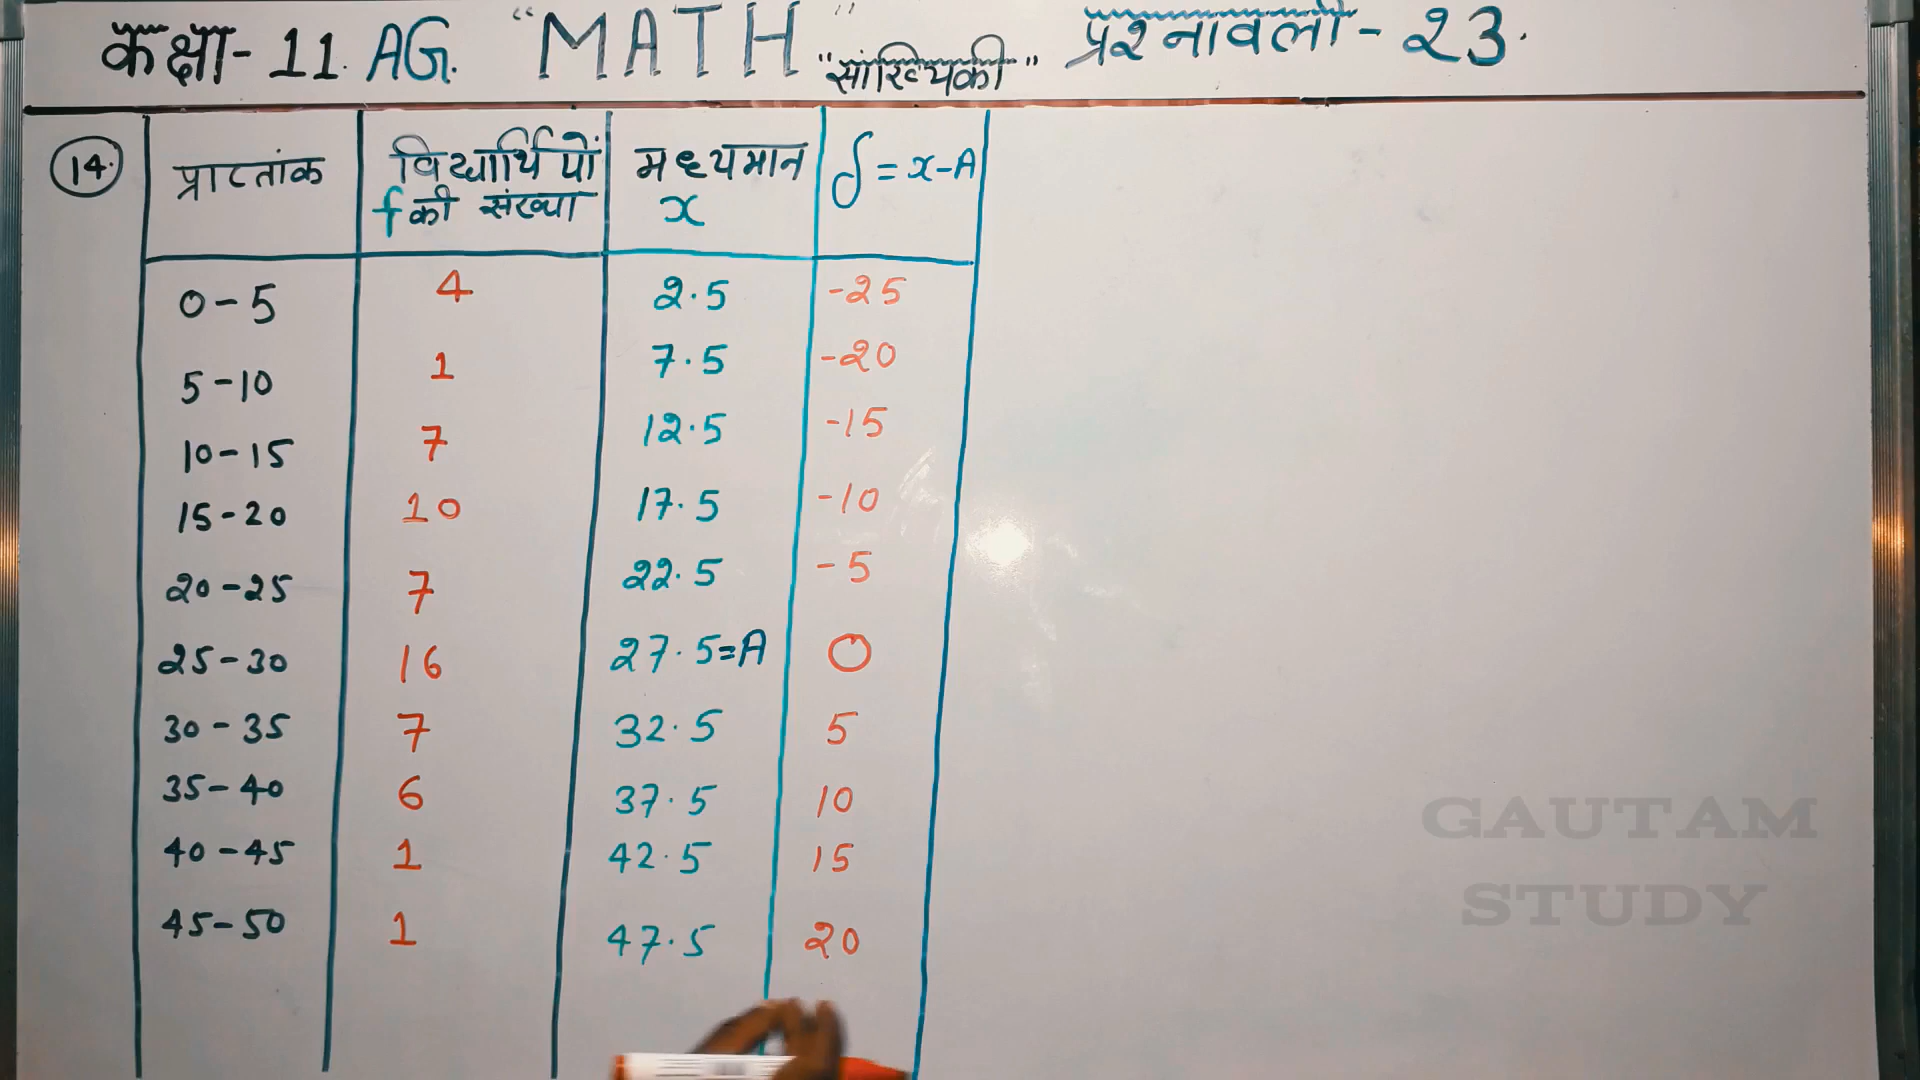 कक्षा- 11. AG. "MATH" "सांख्यिकी" प्रश्नावली - 23.
14. प्राप्तांक विद्यार्थियों मध्यमान δ = x-A
f की संख्या x
0-5 4 2.5 -25
5-10 1 7.5 -20
10-15 7 12.5 -15
15-20 10 17.5 -10
20-25 7 22.5 -5
25-30 16 27.5=A 0
30-35 7 32.5 5
35-40 6 37.5 10
40-45 1 42.5 15
45-50 1 47.5 20
GAUTAM
STUDY